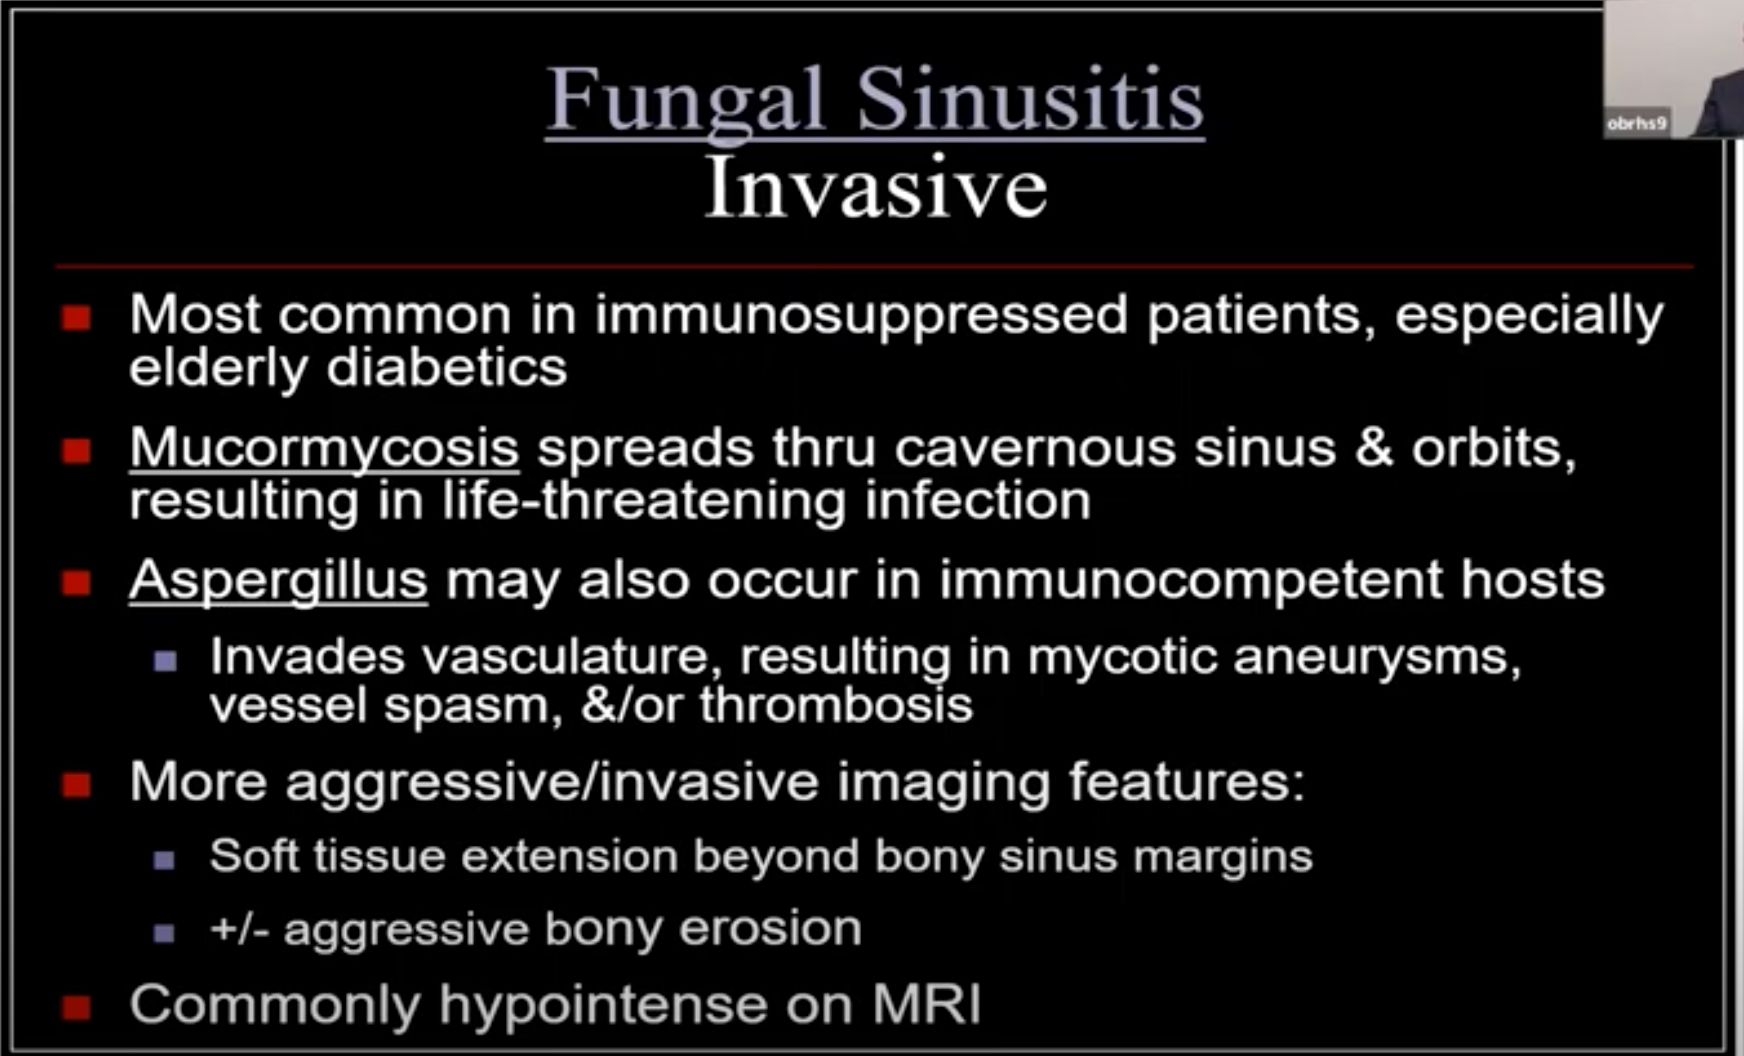 Fungal Sinusitis
Invasive
obrhs9
Most common in immunosuppressed patients, especially
elderly diabetics
Mucormycosis spreads thru cavernous sinus & orbits,
resulting in life-threatening infection
Aspergillus may also occur in immunocompetent hosts
Invades vasculature, resulting in mycotic aneurysms,
vessel spasm, &/or thrombosis
More aggressive/invasive imaging features:
Soft tissue extension beyond bony sinus margins
+/- aggressive bony erosion
Commonly hypointense on MRI